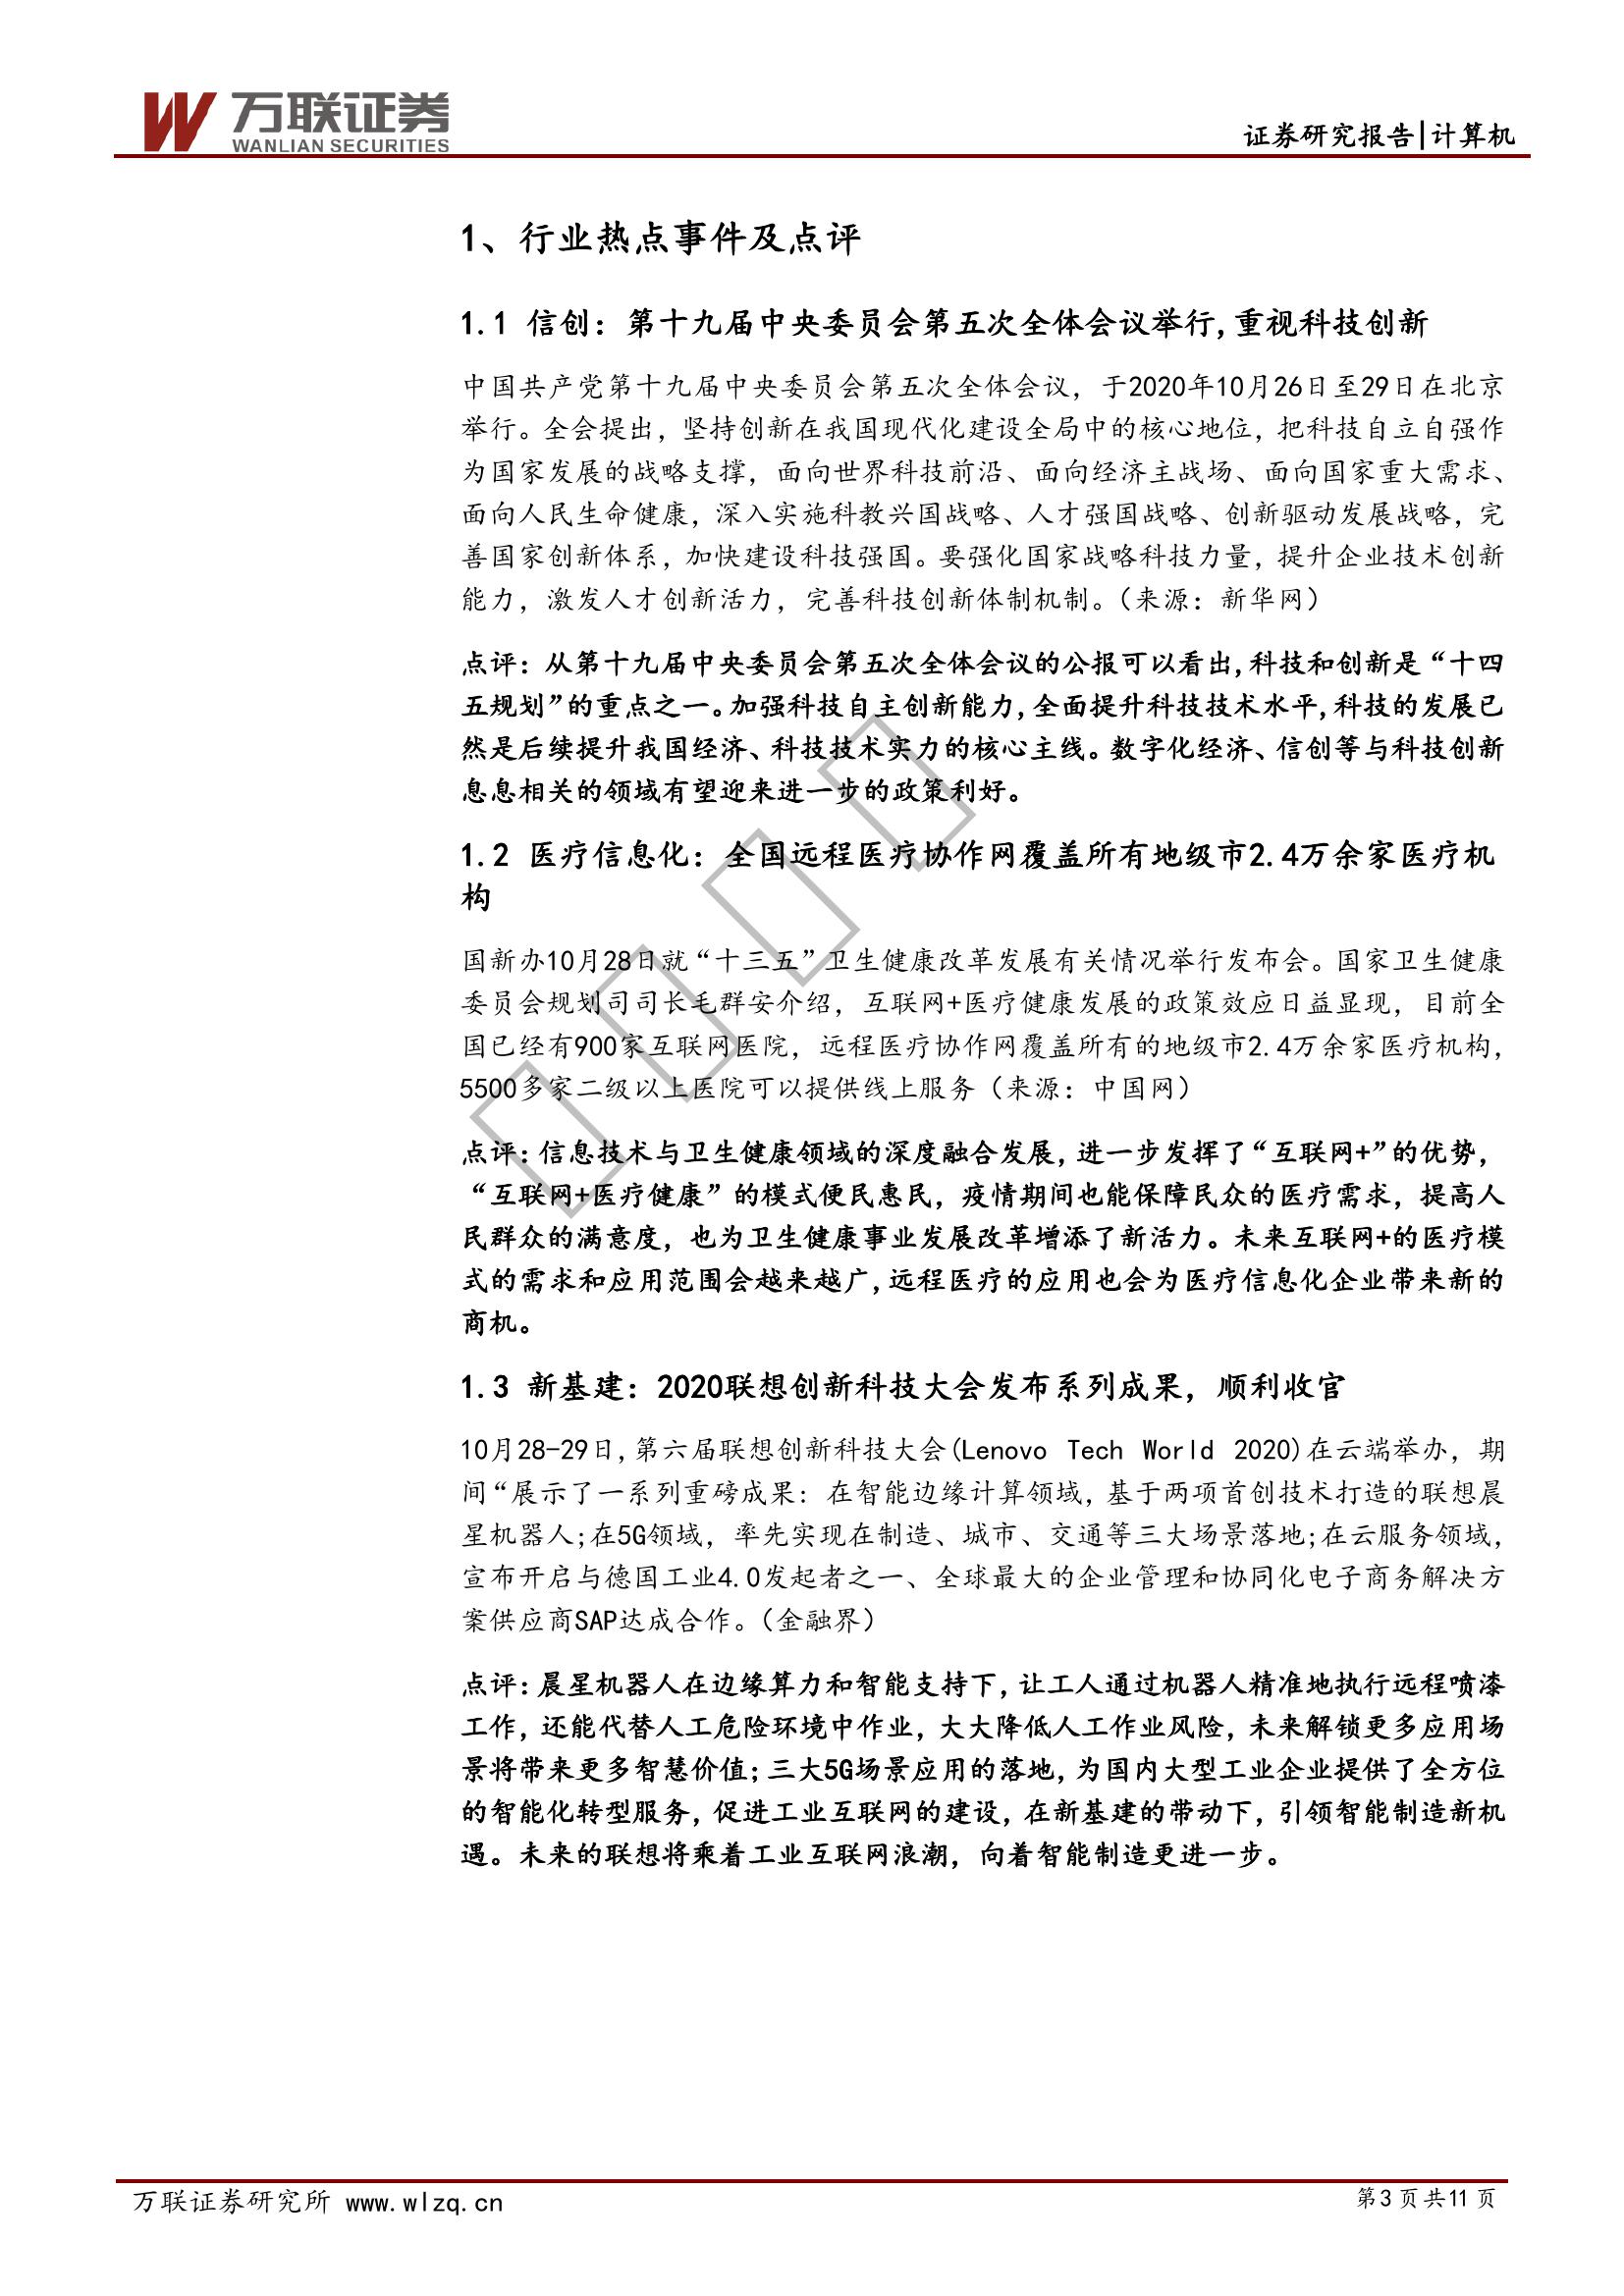 万联证券
WANLIAN SECURITIES
证券研究报告|计算机
1、行业热点事件及点评
1.1 信创：第十九届中央委员会第五次全体会议举行,重视科技创新
中国共产党第十九届中央委员会第五次全体会议，于2020年10月26日至29日在北京
举行。全会提出，坚持创新在我国现代化建设全局中的核心地位，把科技自立自强作
为国家发展的战略支撑，面向世界科技前沿、面向经济主战场、面向国家重大需求、
面向人民生命健康，深入实施科教兴国战略、人才强国战略、创新驱动发展战略，完
善国家创新体系，加快建设科技强国。要强化国家战略科技力量，提升企业技术创新
能力，激发人才创新活力，完善科技创新体制机制。（来源：新华网）
点评：从第十九届中央委员会第五次全体会议的公报可以看出,科技和创新是“十四
五规划”的重点之一。加强科技自主创新能力,全面提升科技技术水平,科技的发展已
然是后续提升我国经济、科技技术实力的核心主线。数字化经济、信创等与科技创新
息息相关的领域有望迎来进一步的政策利好。
1.2 医疗信息化：全国远程医疗协作网覆盖所有地级市2.4万余家医疗机
构
国新办10月28日就“十三五”卫生健康改革发展有关情况举行发布会。国家卫生健康
委员会规划司司长毛群安介绍，互联网+医疗健康发展的政策效应日益显现，目前全
国已经有900家互联网医院，远程医疗协作网覆盖所有的地级市2.4万余家医疗机构，
5500多家二级以上医院可以提供线上服务（来源：中国网）
点评：信息技术与卫生健康领域的深度融合发展，进一步发挥了“互联网+”的优势，
“互联网+医疗健康”的模式便民惠民，疫情期间也能保障民众的医疗需求，提高人
民群众的满意度，也为卫生健康事业发展改革增添了新活力。未来互联网+的医疗模
式的需求和应用范围会越来越广,远程医疗的应用也会为医疗信息化企业带来新的
商机。
1.3 新基建：2020联想创新科技大会发布系列成果，顺利收官
10月28-29日,第六届联想创新科技大会(Lenovo Tech World 2020)在云端举办，期
间“展示了一系列重磅成果：在智能边缘计算领域，基于两项首创技术打造的联想晨
星机器人;在5G领域，率先实现在制造、城市、交通等三大场景落地;在云服务领域，
宣布开启与德国工业4.0发起者之一、全球最大的企业管理和协同化电子商务解决方
案供应商SAP达成合作。（金融界）
点评：晨星机器人在边缘算力和智能支持下，让工人通过机器人精准地执行远程喷漆
工作，还能代替人工危险环境中作业，大大降低人工作业风险，未来解锁更多应用场
景将带来更多智慧价值；三大5G场景应用的落地，为国内大型工业企业提供了全方位
的智能化转型服务，促进工业互联网的建设，在新基建的带动下，引领智能制造新机
遇。未来的联想将乘着工业互联网浪潮，向着智能制造更进一步。
万联证券研究所 www.wlzq.cn
第3页共11页